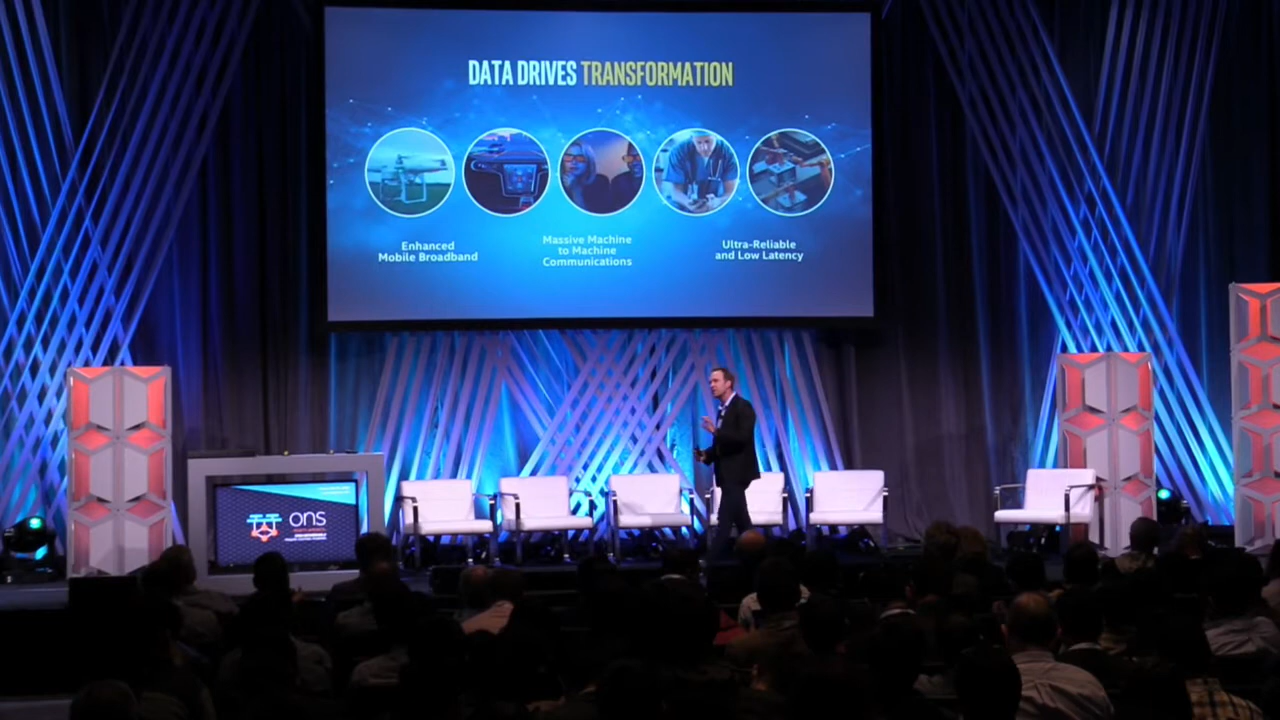 DATA DRIVES TRANSFORMATION
Enhanced
Mobile Broadband
Massive Machine
to Machine
Communications
Ultra-Reliable
and Low Latency
ons